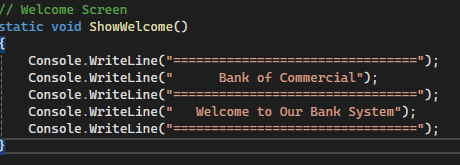 // Welcome Screen
static void ShowWelcome()
{
    Console.WriteLine("================================");
    Console.WriteLine("      Bank of Commercial");
    Console.WriteLine("================================");
    Console.WriteLine("   Welcome to Our Bank System");
    Console.WriteLine("================================");
}